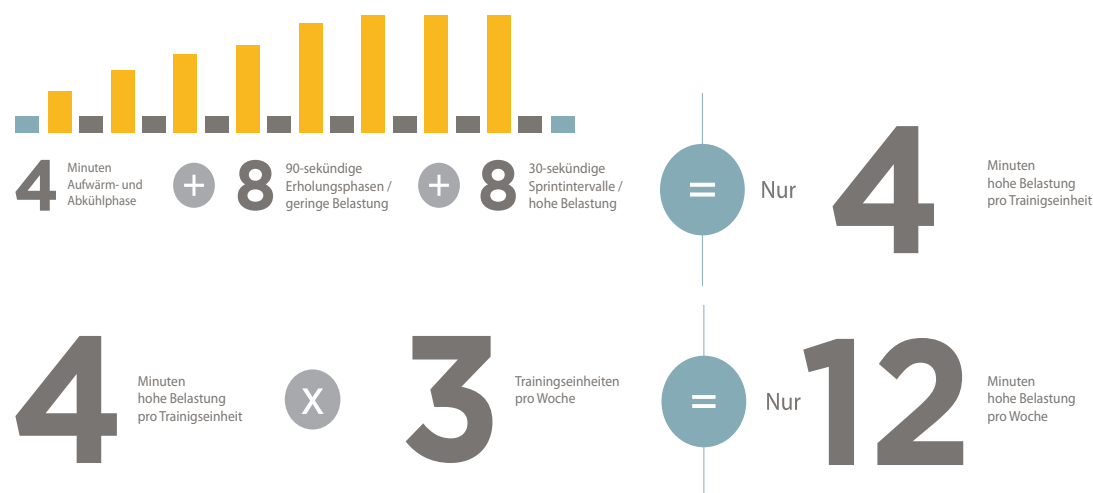 4
Minuten
Aufwärm- und
Abkühlphase
+
8
90-sekündige
Erholungsphasen /
geringe Belastung
+
8
30-sekündige
Sprintintervalle /
hohe Belastung
=
Nur
4
Minuten
hohe Belastung
pro Trainigseinheit
4
Minuten
hohe Belastung
pro Trainigseinheit
x
3
Trainingseinheiten
pro Woche
=
Nur
12
Minuten
hohe Belastung
pro Woche